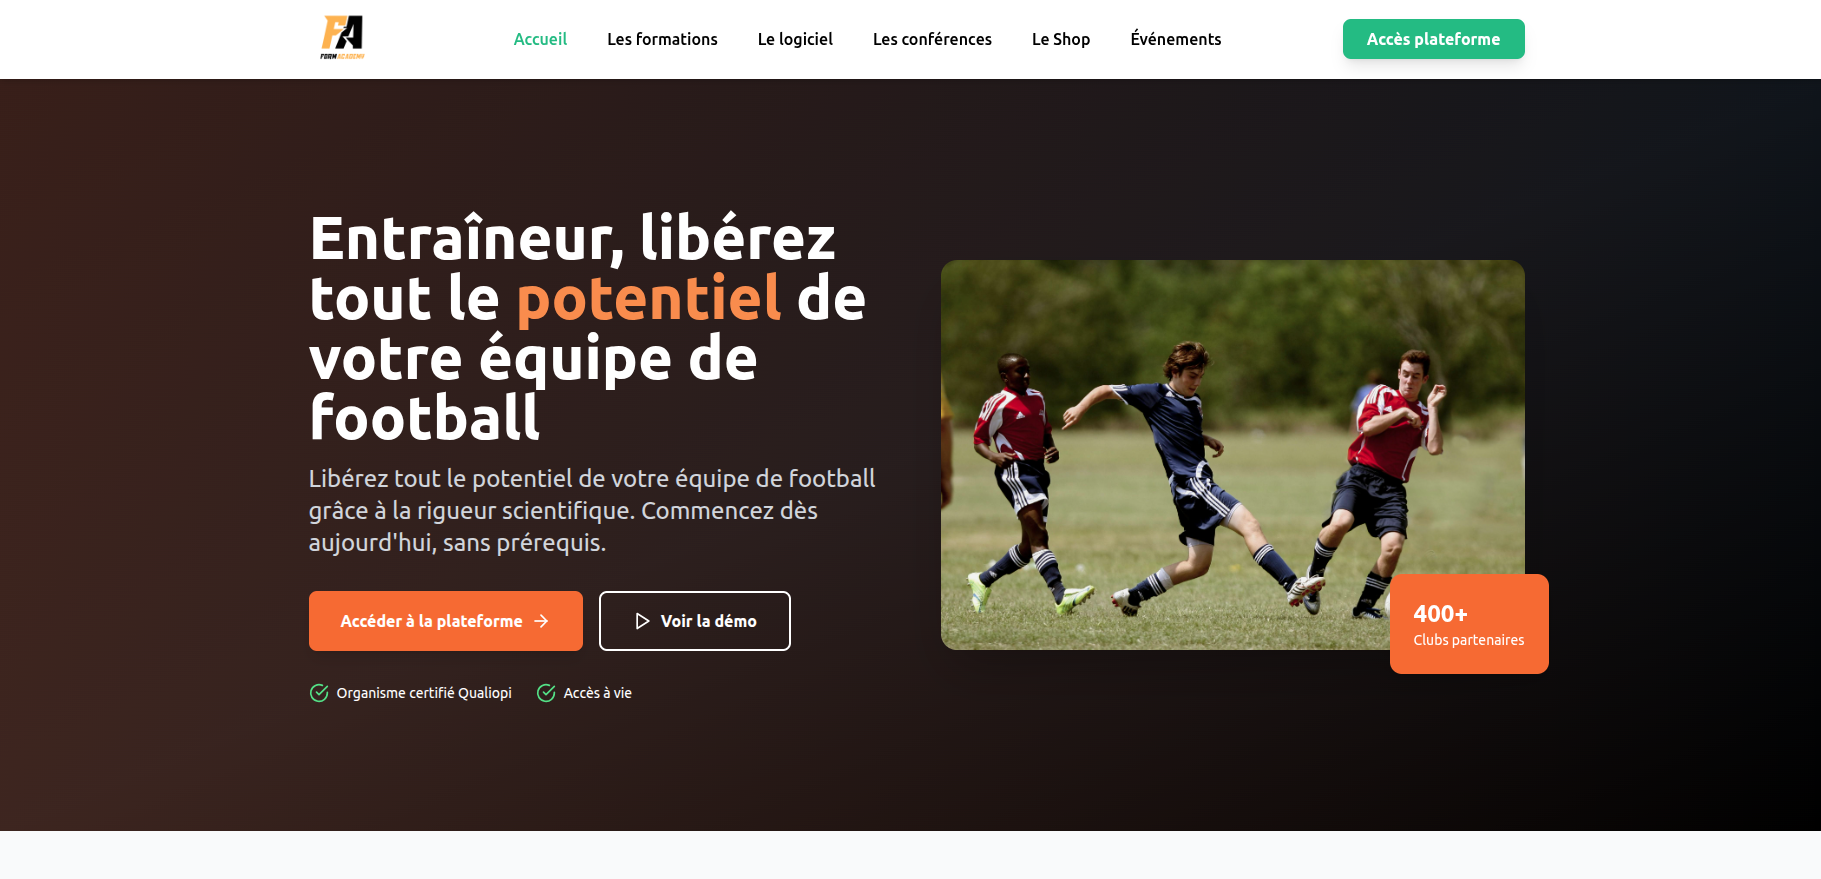 FA
FORMACADEMY
Accueil
Les formations
Le logiciel
Les conférences
Le Shop
Événements
Accès plateforme
Entraîneur, libérez
tout le potentiel de
votre équipe de
football
Libérez tout le potentiel de votre équipe de football
grâce à la rigueur scientifique. Commencez dès
aujourd'hui, sans prérequis.
Accéder à la plateforme
Voir la démo
Organisme certifié Qualiopi
Accès à vie
400+
Clubs partenaires